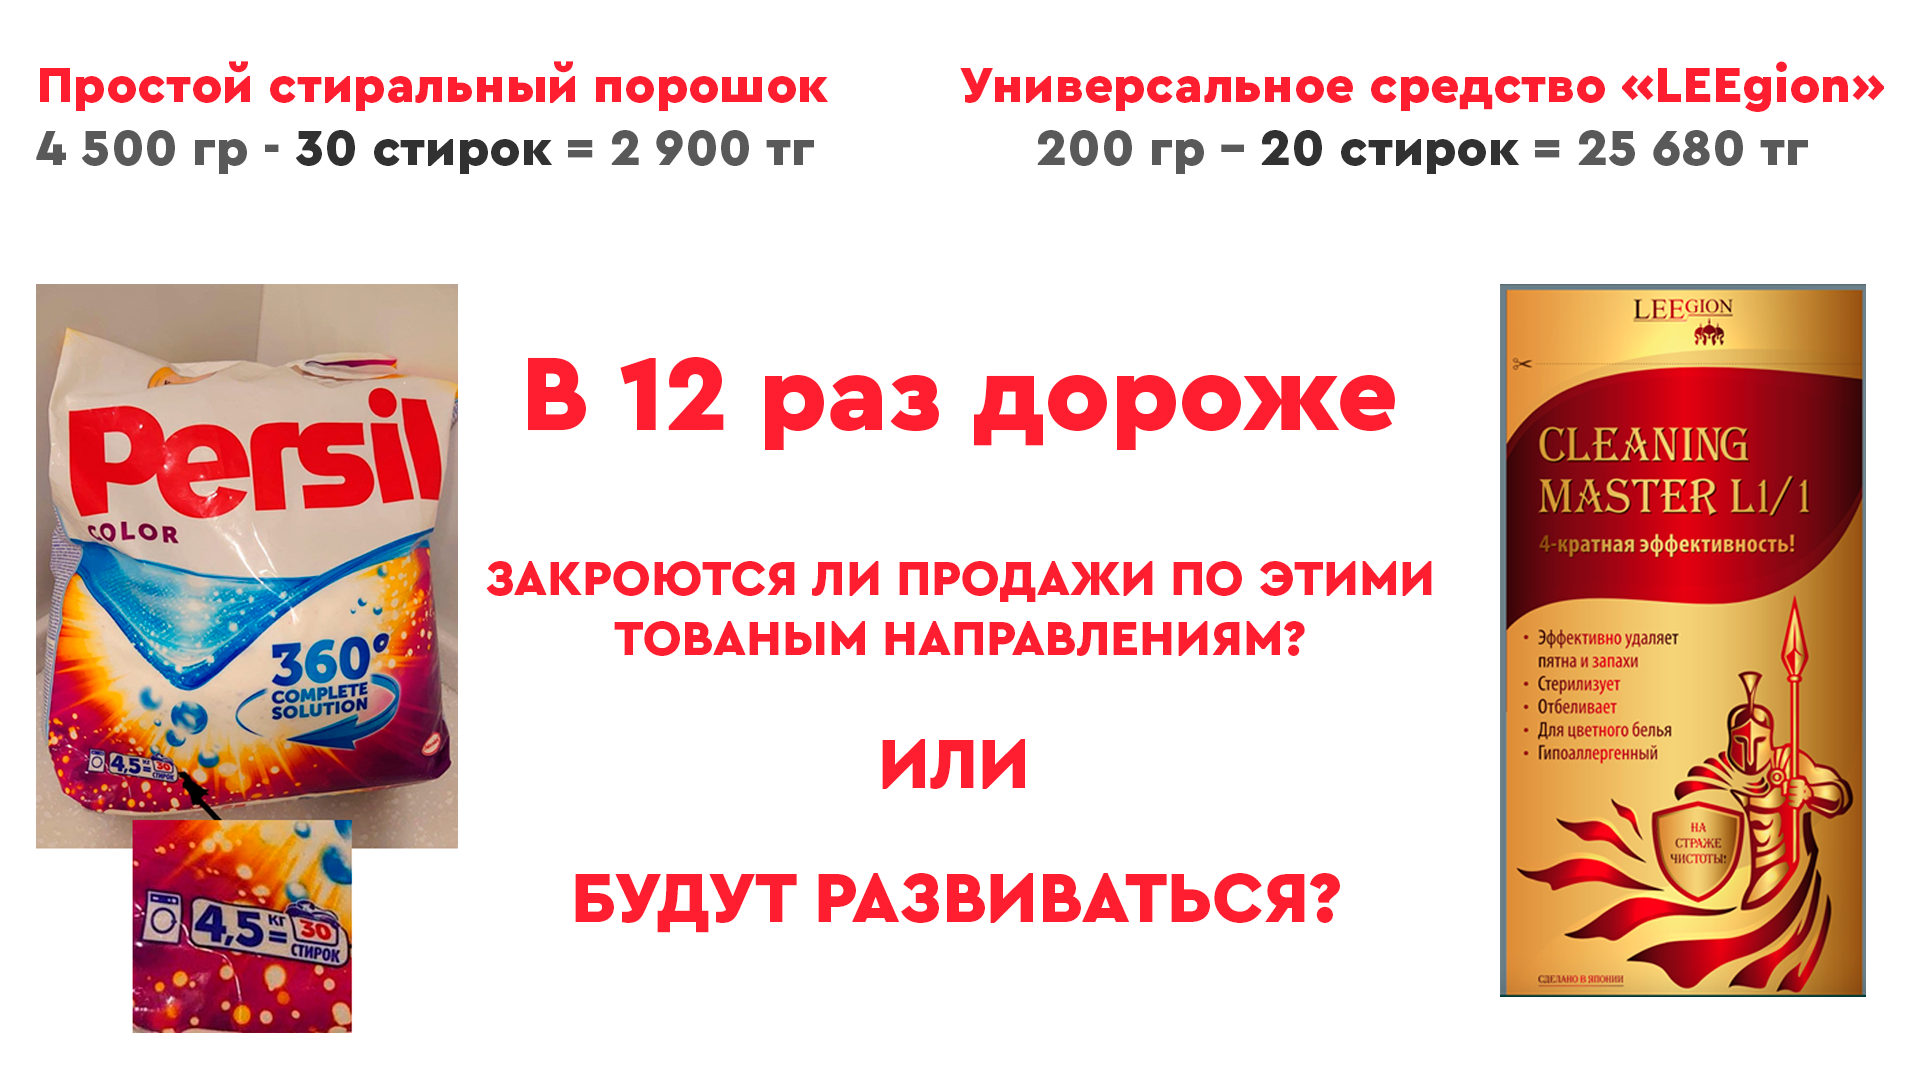 Простой стиральный порошок
4 500 гр - 30 стирок = 2 900 тг
Универсальное средство «LEEgion»
200 гр – 20 стирок = 25 680 тг
Persil
COLOR
360°
COMPLETE
SOLUTION
4,5 КГ = 30
СТИРОК
4,5 КГ = 30
СТИРОК
В 12 раз дороже
ЗАКРОЮТСЯ ЛИ ПРОДАЖИ ПО ЭТИМИ
ТОВАНЫМ НАПРАВЛЕНИЯМ?
ИЛИ
БУДУТ РАЗВИВАТЬСЯ?
LEEGION
CLEANING
MASTER L1/1
4-кратная эффективность!
• Эффективно удаляет
пятна и запахи
• Стерилизует
• Отбеливает
• Для цветного белья
• Гипоаллергенный
НА
СТРАЖЕ
ЧИСТОТЫ!
СДЕЛАНО В ЯПОНИИ